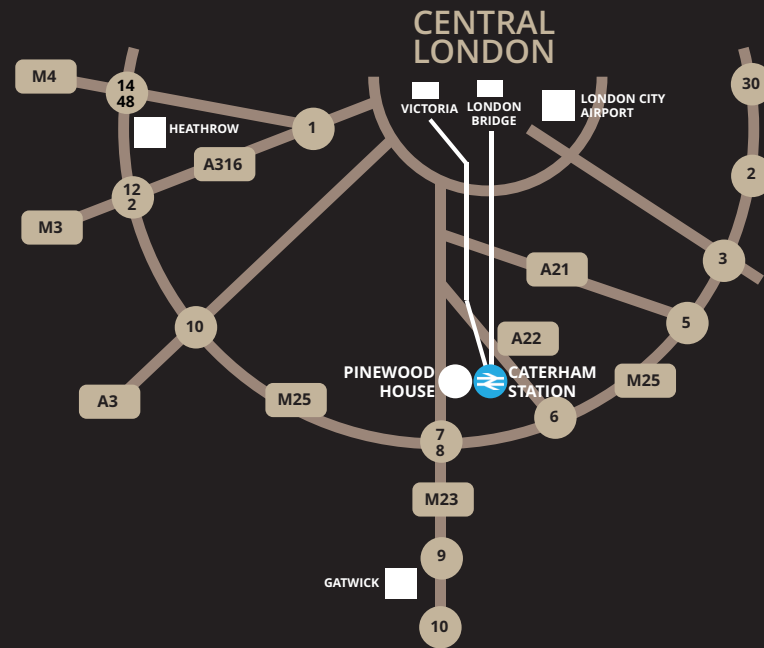 CENTRAL
LONDON
M4
14
48
30
VICTORIA
LONDON
BRIDGE
LONDON CITY
AIRPORT
HEATHROW
1
A316
2
12
2
M3
3
A21
10
5
A22
PINEWOOD
HOUSE
CATERHAM
STATION
M25
A3
M25
6
7
8
M23
9
GATWICK
10